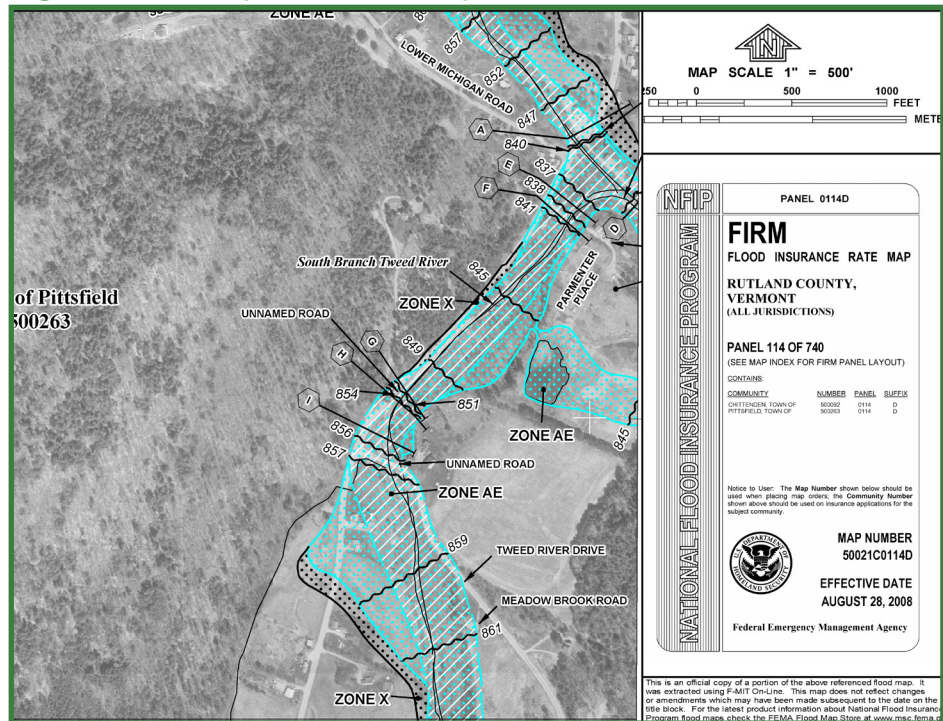 ZONE AE
857
852
LOWER MICHIGAN ROAD
847
A
840
E
837
F
838
841
D
South Branch Tweed River
845
PARMENTER
PLACE
ZONE X
of Pittsfield
500263
UNNAMED ROAD
849
G
H
854
851
I
ZONE AE
845
856
857
UNNAMED ROAD
ZONE AE
859
TWEED RIVER DRIVE
MEADOW BROOK ROAD
861
ZONE X
MAP SCALE 1" = 500'
250 0 500 1000
FEET
METE
NFIP
NATIONAL FLOOD INSURANCE PROGRAM
PANEL 0114D
FIRM
FLOOD INSURANCE RATE MAP
RUTLAND COUNTY,
VERMONT
(ALL JURISDICTIONS)
PANEL 114 OF 740
(SEE MAP INDEX FOR FIRM PANEL LAYOUT)
CONTAINS:
COMMUNITY NUMBER PANEL SUFFIX
CHITTENDEN, TOWN OF 500092 0114 D
PITTSFIELD, TOWN OF 500263 0114 D
Notice to User: The Map Number shown below should be
used when placing map orders; the Community Number
shown above should be used on insurance applications for the
subject community.
U.S. DEPARTMENT OF
HOMELAND SECURITY
MAP NUMBER
50021C0114D
EFFECTIVE DATE
AUGUST 28, 2008
Federal Emergency Management Agency
This is an official copy of a portion of the above referenced flood map. It
was extracted using F-MIT On-Line. This map does not reflect changes
or amendments which may have been made subsequent to the date on the
title block. For the latest product information about National Flood Insurance
Program flood maps check the FEMA Flood Map Store at www.msc.fema.g